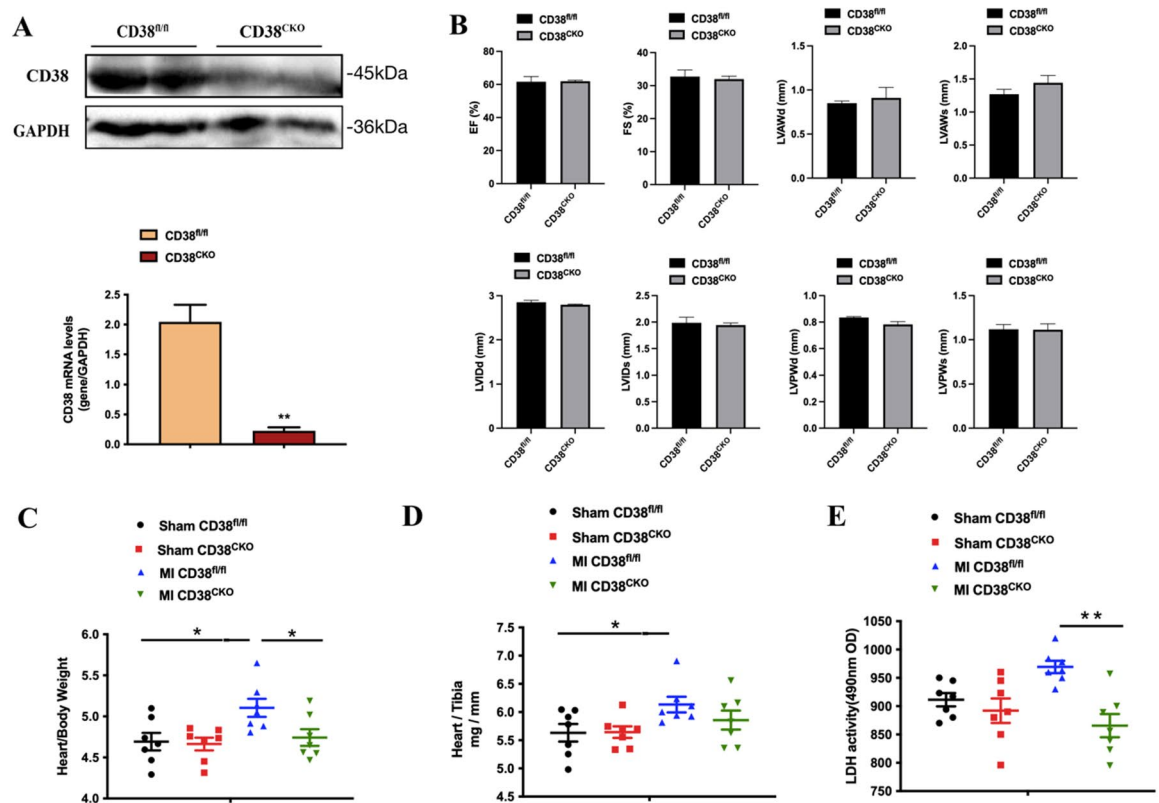 A
CD38fl/fl CD38CKO
CD38
-45kDa
GAPDH
-36kDa
CD38fl/fl
CD38CKO
CD38 mRNA levels
(gene/GAPDH)
2.5
2.0
1.5
1.0
0.5
0.0
**
B
CD38fl/fl
CD38CKO
EF (%)
80
60
40
20
0
CD38fl/fl
CD38CKO
CD38fl/fl
CD38CKO
FS (%)
40
30
20
10
0
CD38fl/fl
CD38CKO
CD38fl/fl
CD38CKO
LVAWd (mm)
1.5
1.0
0.5
0.0
CD38fl/fl
CD38CKO
CD38fl/fl
CD38CKO
LVAWs (mm)
2.0
1.5
1.0
0.5
0.0
CD38fl/fl
CD38CKO
CD38fl/fl
CD38CKO
LVIDd (mm)
3
2
1
0
CD38fl/fl
CD38CKO
CD38fl/fl
CD38CKO
LVIDs (mm)
2.5
2.0
1.5
1.0
0.5
0.0
CD38fl/fl
CD38CKO
CD38fl/fl
CD38CKO
LVPWd (mm)
1.0
0.8
0.6
0.4
0.2
0.0
CD38fl/fl
CD38CKO
CD38fl/fl
CD38CKO
LVPWs (mm)
1.5
1.0
0.5
0.0
CD38fl/fl
CD38CKO
C
Sham CD38fl/fl
Sham CD38CKO
MI CD38fl/fl
MI CD38CKO
Heart/Body Weight
6.0
5.5
5.0
4.5
4.0
* *
D
Sham CD38fl/fl
Sham CD38CKO
MI CD38fl/fl
MI CD38CKO
Heart / Tibia
mg / mm
7.5
7.0
6.5
6.0
5.5
5.0
4.5
*
E
Sham CD38fl/fl
Sham CD38CKO
MI CD38fl/fl
MI CD38CKO
LDH activity(490nm OD)
1050
1000
950
900
850
800
750
**